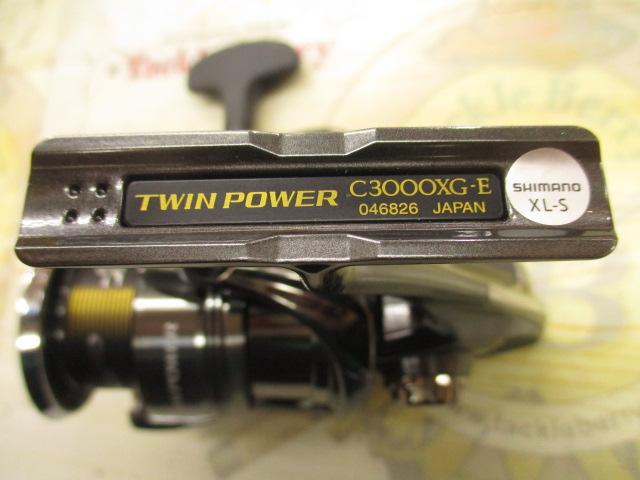 TWIN POWER C3000XG-E
046826 JAPAN
SHIMANO
XL-S